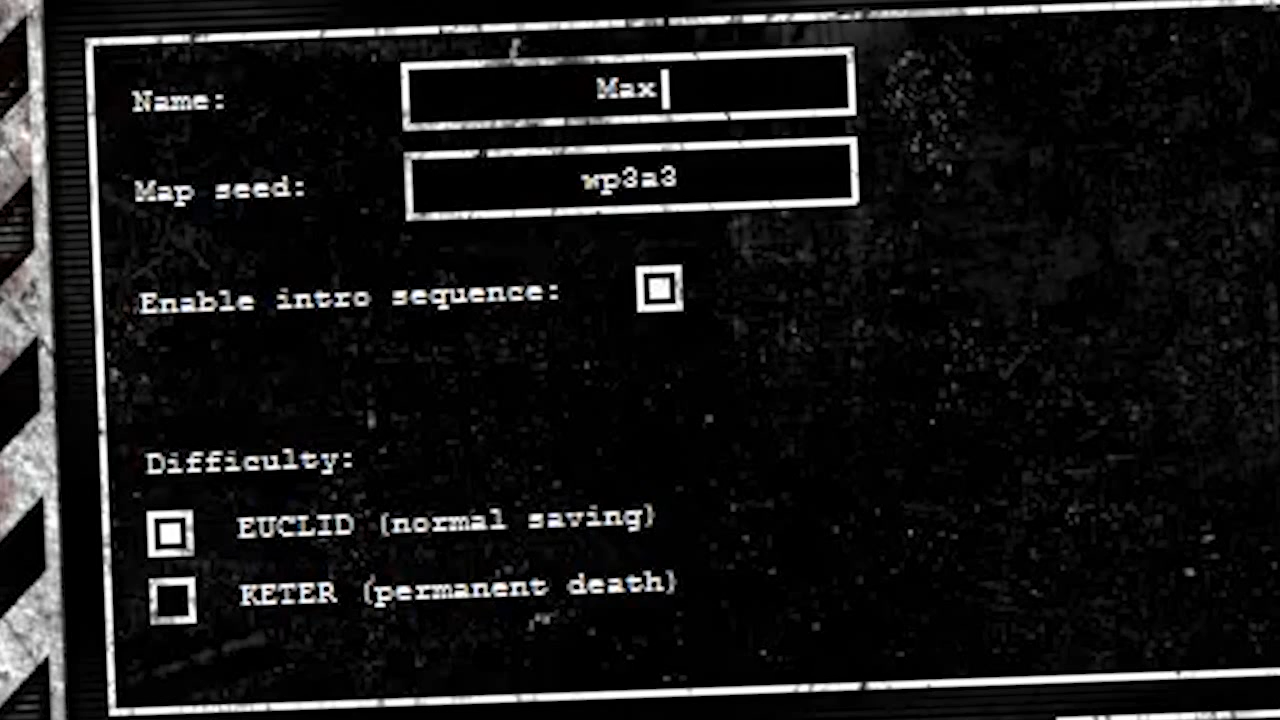 Name: Max
Map seed: wp3a3
Enable intro sequence:
Difficulty:
EUCLID (normal saving)
KETER (permanent death)